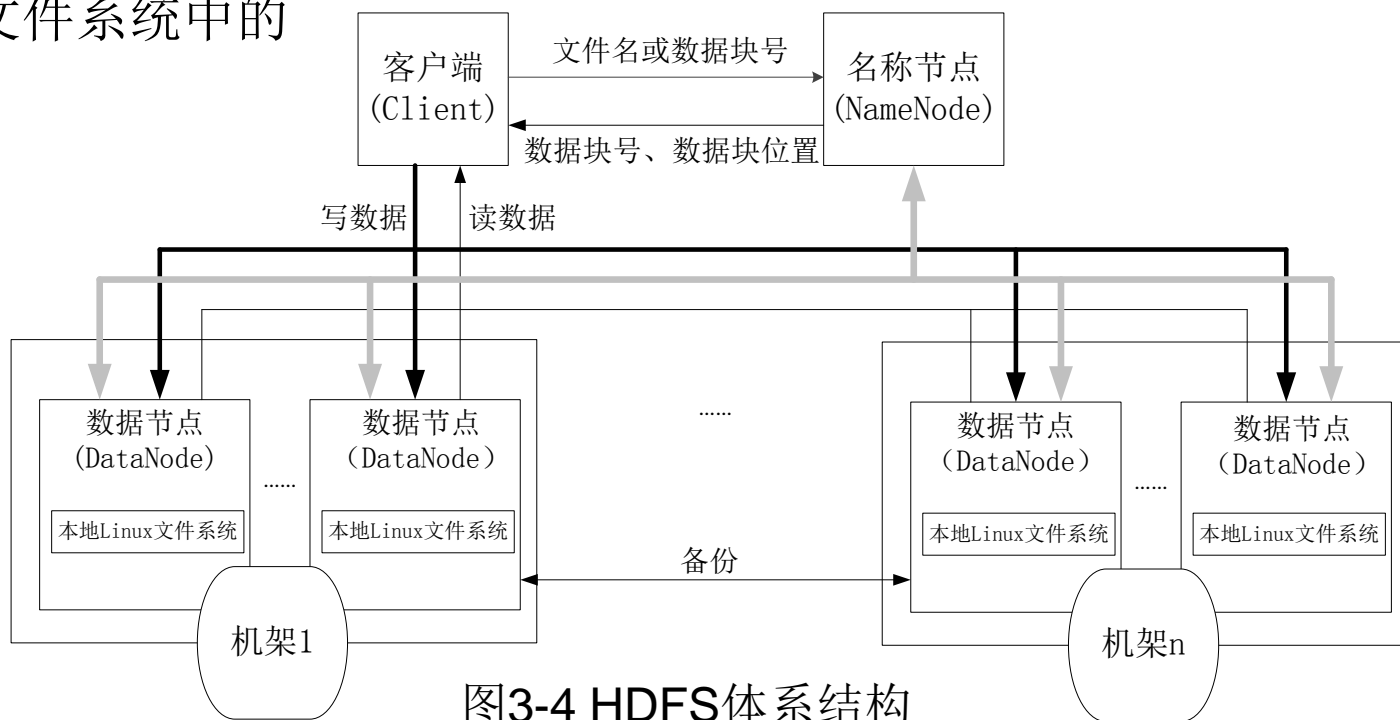 文件系统中的
客户端
(Client)
文件名或数据块号
名称节点
(NameNode)
数据块号、数据块位置
写数据
读数据
数据节点
(DataNode)
......
本地Linux文件系统
数据节点
（DataNode）
本地Linux文件系统
......
数据节点
（DataNode）
......
本地Linux文件系统
数据节点
（DataNode）
本地Linux文件系统
备份
机架1
机架n
图3-4 HDFS体系结构